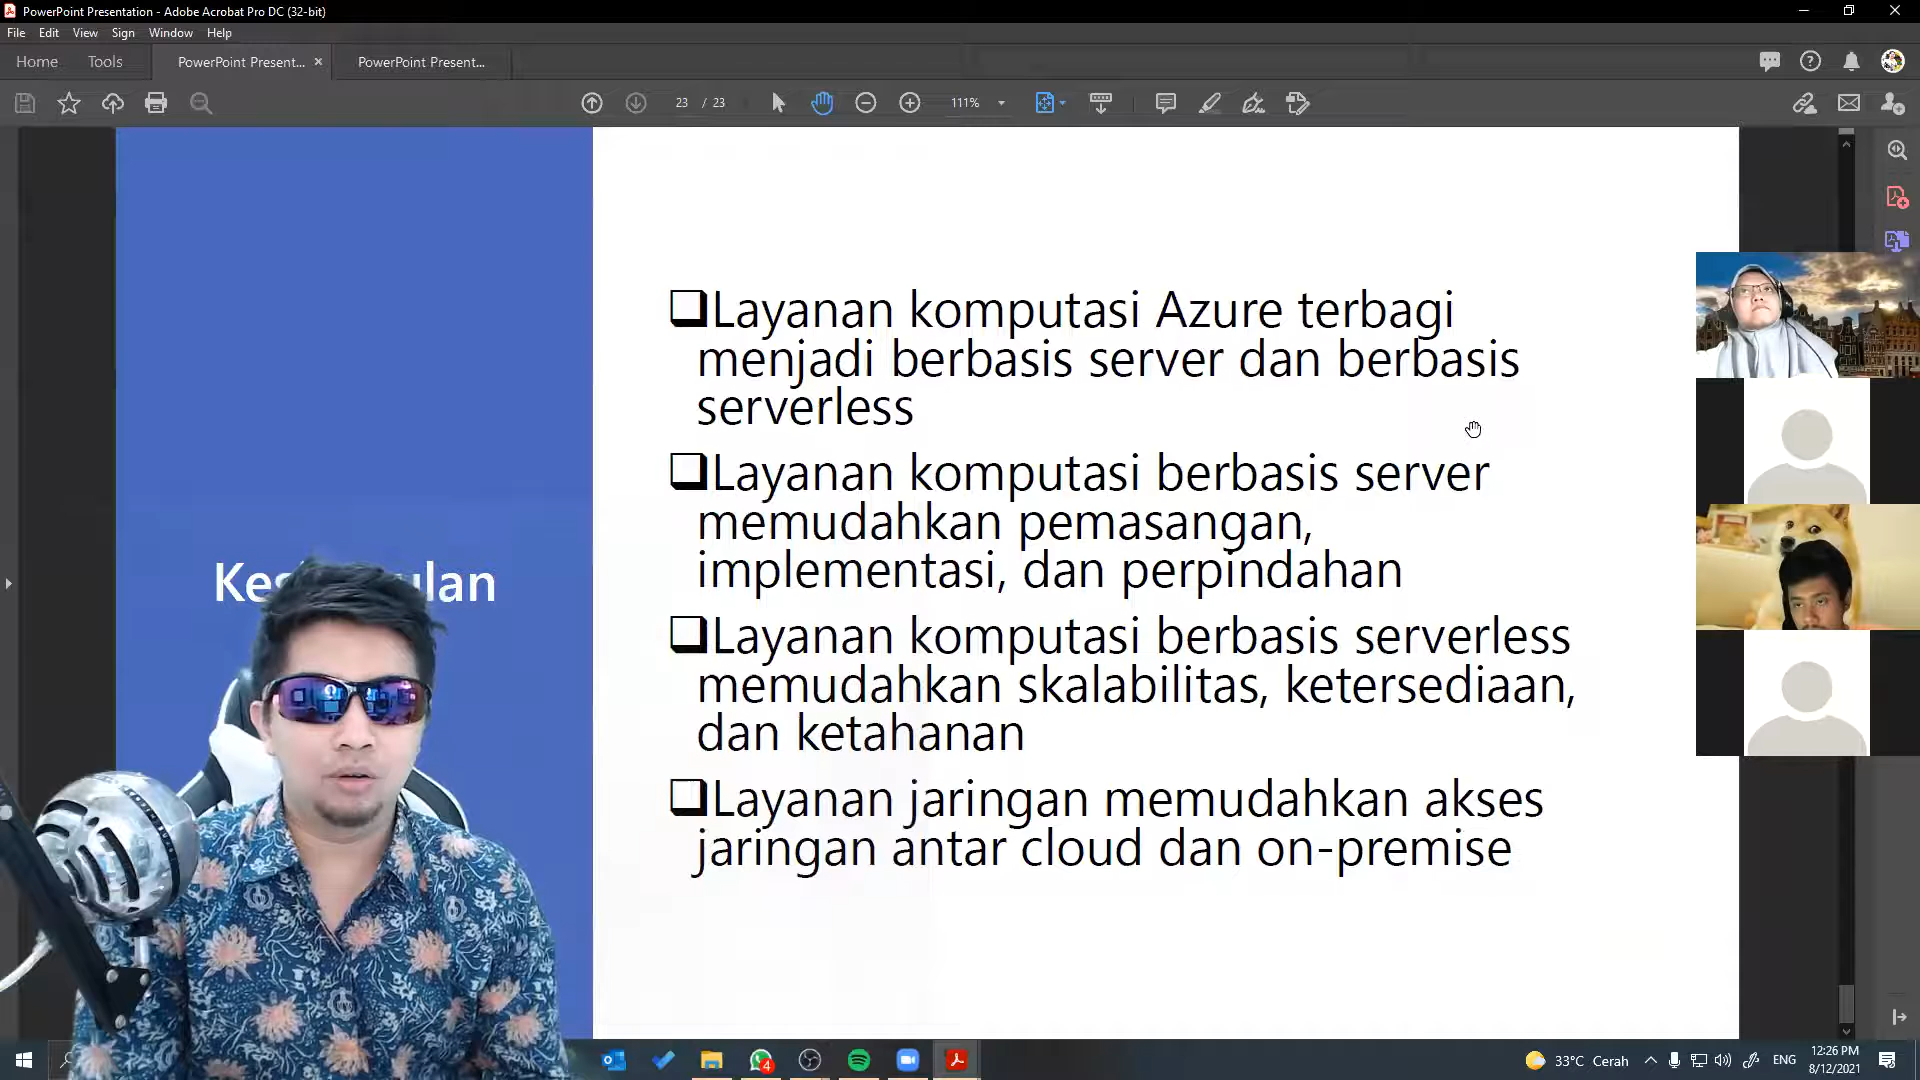 PowerPoint Presentation - Adobe Acrobat Pro DC (32-bit)
File Edit View Sign Window Help
Home Tools PowerPoint Present... × PowerPoint Present...
23 / 23 111%
Layanan komputasi Azure terbagi
menjadi berbasis server dan berbasis
serverless
Layanan komputasi berbasis server
memudahkan pemasangan,
implementasi, dan perpindahan
Kes ulan
Layanan komputasi berbasis serverless
memudahkan skalabilitas, ketersediaan,
dan ketahanan
Layanan jaringan memudahkan akses
jaringan antar cloud dan on-premise
4
33°C Cerah
ENG
12:26 PM
8/12/2021